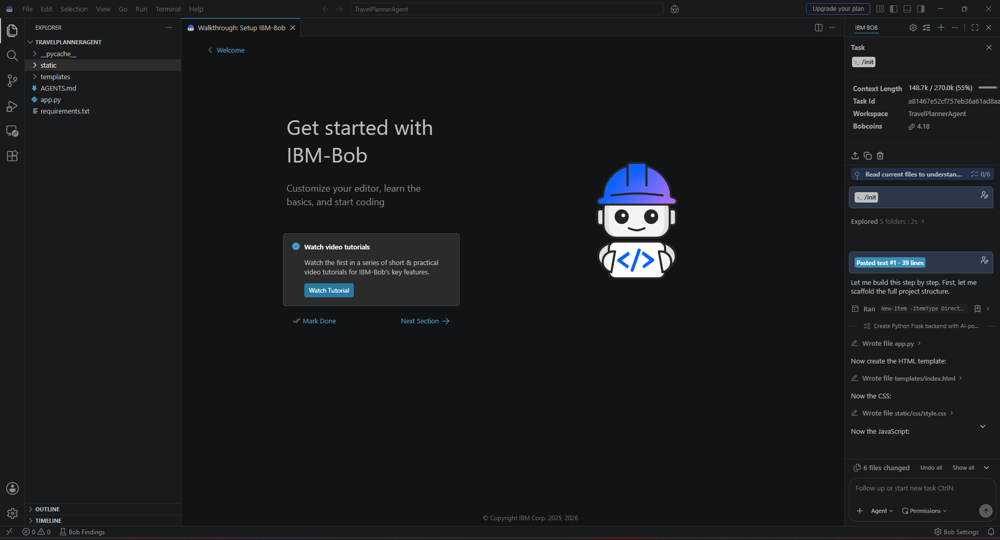 File Edit Selection View Go Run Terminal Help
TravelPlannerAgent
Upgrade your plan
EXPLORER
TRAVELPLANNERAGENT
__pycache__
static
templates
AGENTS.md
app.py
requirements.txt
OUTLINE
TIMELINE
Walkthrough: Setup IBM-Bob
Welcome
Get started with
IBM-Bob
Customize your editor, learn the
basics, and start coding
Watch video tutorials
Watch the first in a series of short & practical
video tutorials for IBM-Bob's key features.
Watch Tutorial
Mark Done
Next Section
</>
© Copyright IBM Corp. 2025, 2026
IBM BOB
Task
/init
Context Length 148.7k / 270.0k (55%)
Task Id a81467e52cf757eb36a61ad8aa
Workspace TravelPlannerAgent
Bobcoins 4.18
Read current files to understan... 0/6
/init
Explored 5 folders : 2s
Pasted text #1 - 39 lines
Let me build this step by step. First, let me
scaffold the full project structure.
Ran New-Item -ItemType Direct…
Create Python Flask backend with AI-po...
Wrote file app.py
Now create the HTML template:
Wrote file templates/index.html
Now the CSS:
Wrote file static/css/style.css
Now the JavaScript:
6 files changed Undo all Show all
Follow up or start new task CtrlN
Agent Permissions
0 0 Bob Findings
Bob Settings